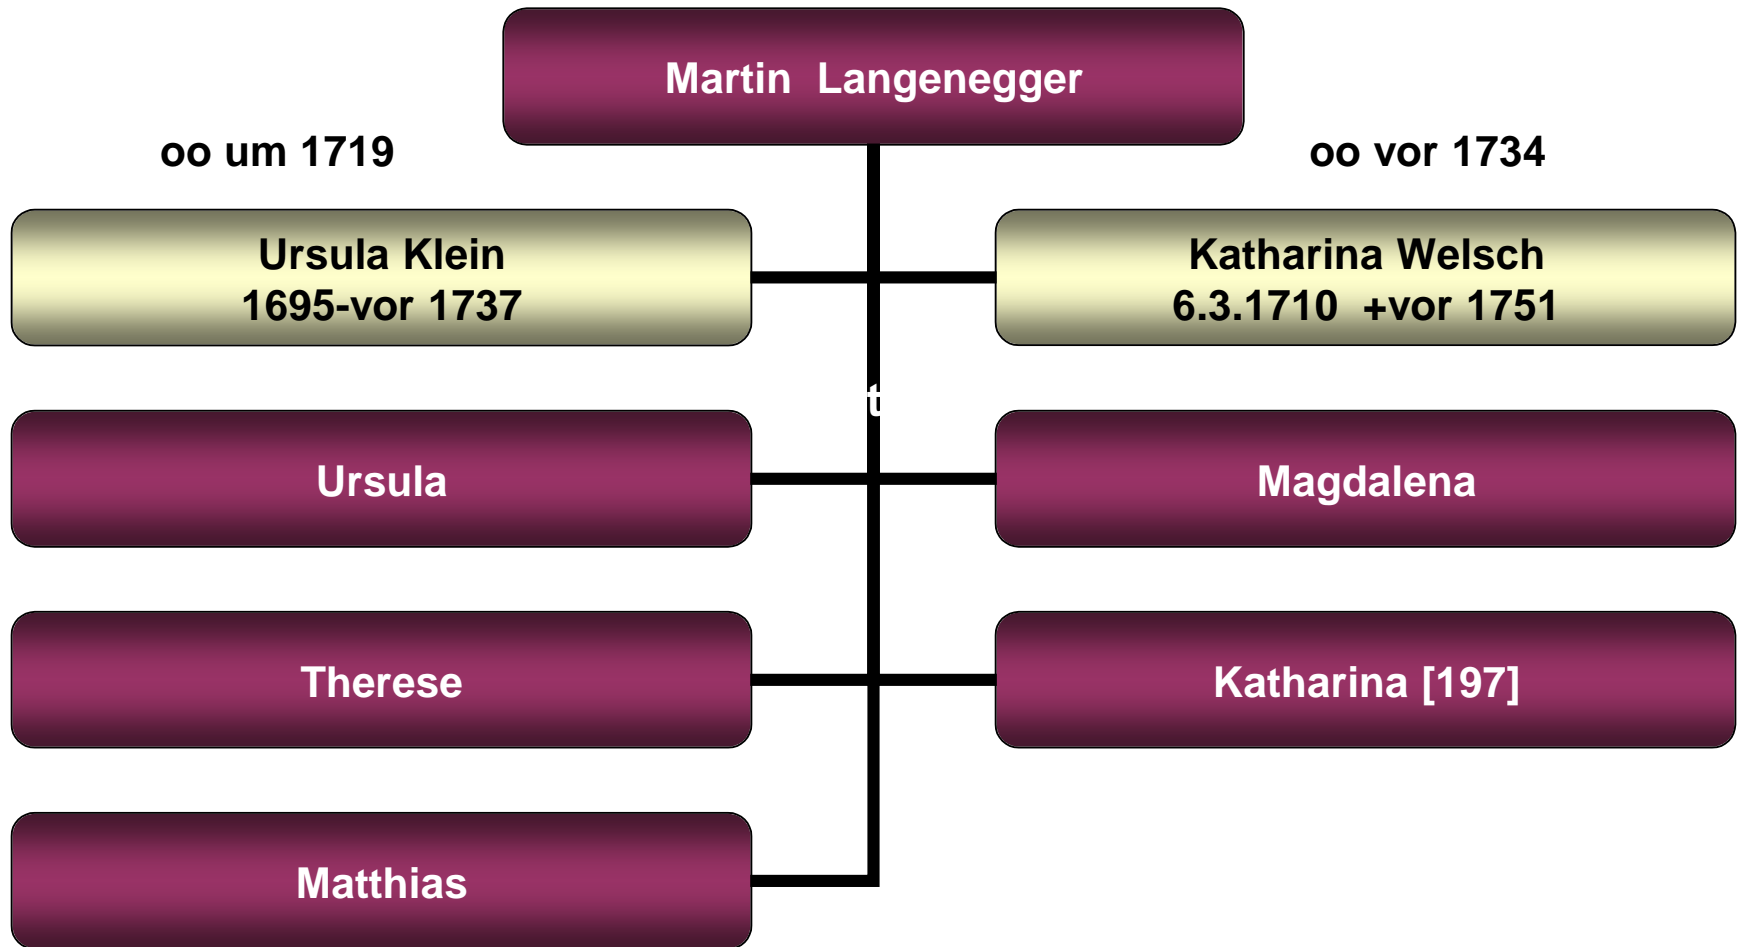 Martin Langenegger
oo um 1719
oo vor 1734
Ursula Klein
1695-vor 1737
Katharina Welsch
6.3.1710 +vor 1751
t
Ursula
Magdalena
Therese
Katharina [197]
Matthias